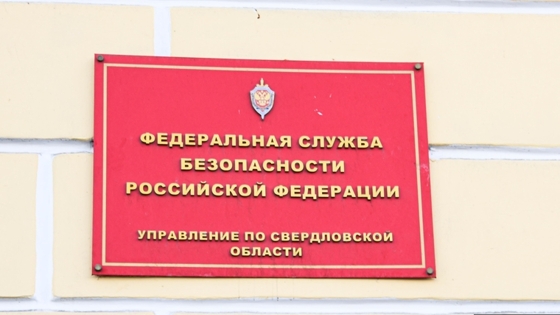 ФЕДЕРАЛЬНАЯ СЛУЖБА
БЕЗОПАСНОСТИ
РОССИЙСКОЙ ФЕДЕРАЦИИ
УПРАВЛЕНИЕ ПО СВЕРДЛОВСКОЙ
ОБЛАСТИ